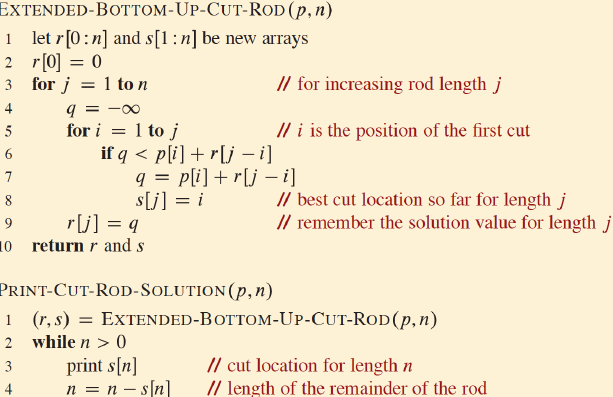 EXTENDED-BOTTOM-UP-CUT-ROD(p, n)
1 let r[0:n] and s[1:n] be new arrays
2 r[0] = 0
3 for j = 1 to n // for increasing rod length j
4 q = −∞
5 for i = 1 to j // i is the position of the first cut
6 if q < p[i] + r[j − i]
7 q = p[i] + r[j − i]
8 s[j] = i // best cut location so far for length j
9 r[j] = q // remember the solution value for length j
10 return r and s
PRINT-CUT-ROD-SOLUTION(p, n)
1 (r, s) = EXTENDED-BOTTOM-UP-CUT-ROD(p, n)
2 while n > 0
3 print s[n] // cut location for length n
4 n = n − s[n] // length of the remainder of the rod